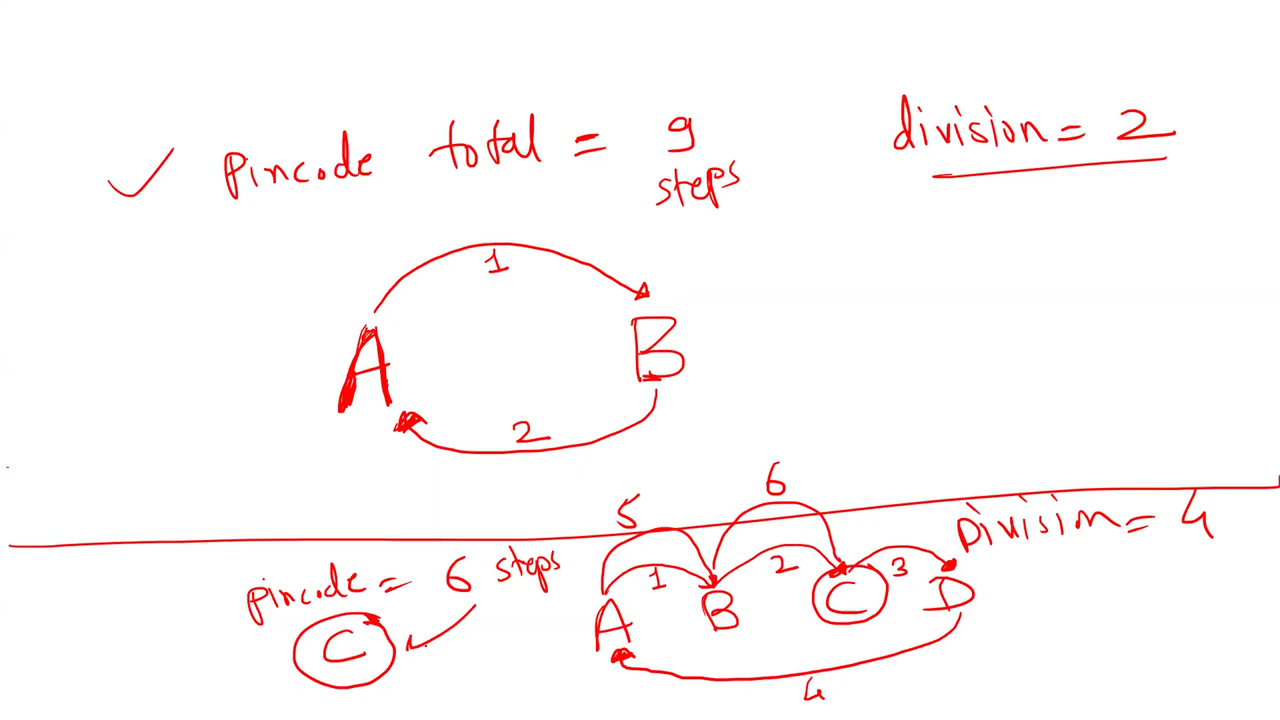 pincode total = 9 steps
division = 2
1
A B
2
Division = 4
pincode = 6 steps
C
5 6
1 2 3
A B C D
4